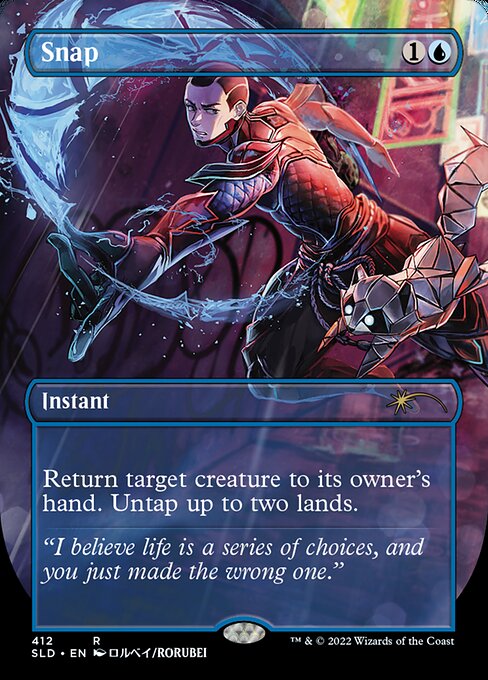 Snap 1
Instant
Return target creature to its owner's
hand. Untap up to two lands.
“I believe life is a series of choices, and
you just made the wrong one.”
412 R
SLD • EN ロルベイ/RORUBEI
™ & © 2022 Wizards of the Coast